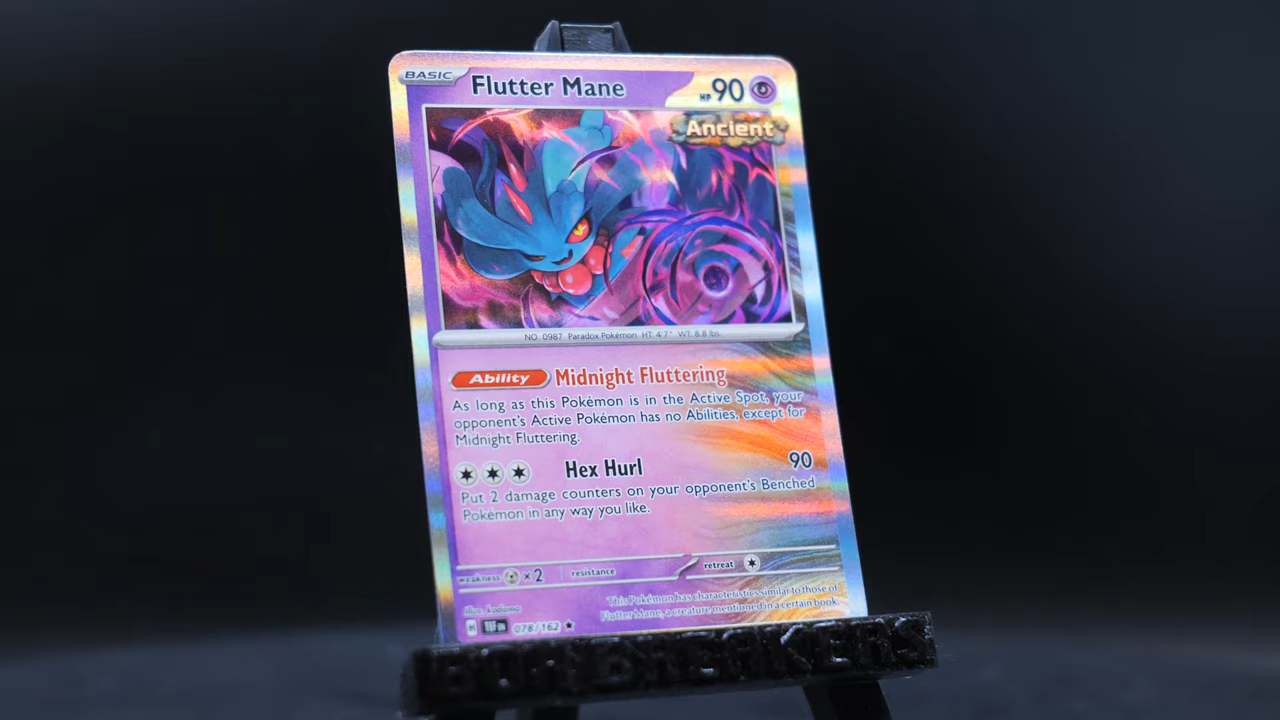 BASIC Flutter Mane HP 90
Ancient
NO. 0987 Paradox Pokémon HT: 4'7" WT: 8.8 lbs.
Ability Midnight Fluttering
As long as this Pokémon is in the Active Spot, your
opponent's Active Pokémon has no Abilities, except for
Midnight Fluttering.
Hex Hurl 90
Put 2 damage counters on your opponent's Benched
Pokémon in any way you like.
weakness ×2 resistance retreat
This Pokémon has characteristics similar to those of
Flutter Mane, a creature mentioned in a certain book.
Illus. kodama
H TEF EN 078/162